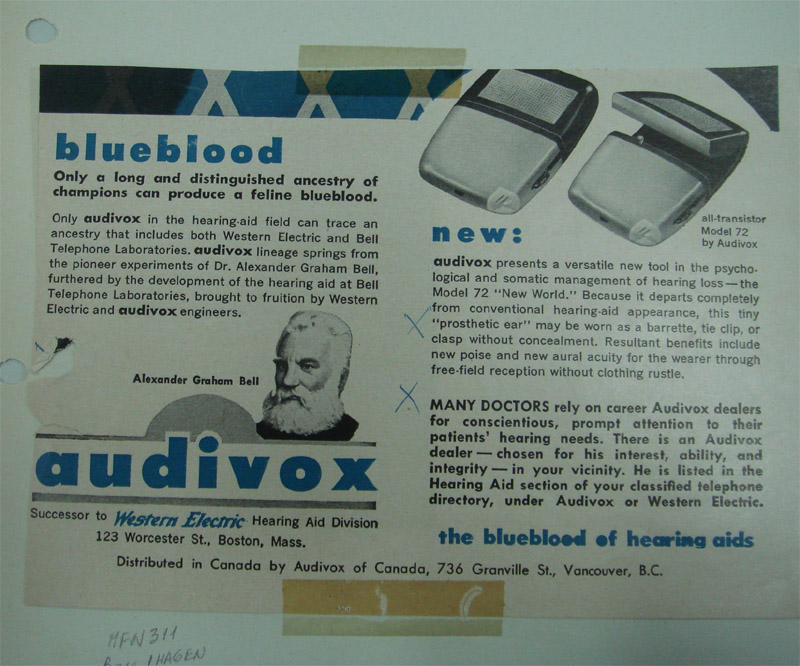 blueblood
Only a long and distinguished ancestry of
champions can produce a feline blueblood.
Only audivox in the hearing-aid field can trace an
ancestry that includes both Western Electric and Bell
Telephone Laboratories. audivox lineage springs from
the pioneer experiments of Dr. Alexander Graham Bell,
furthered by the development of the hearing aid at Bell
Telephone Laboratories, brought to fruition by Western
Electric and audivox engineers.
Alexander Graham Bell
audivox
Successor to Western Electric Hearing Aid Division
123 Worcester St., Boston, Mass.
all-transistor
Model 72
by Audivox
new:
audivox presents a versatile new tool in the psycho-
logical and somatic management of hearing loss—the
Model 72 "New World." Because it departs completely
from conventional hearing-aid appearance, this tiny
"prosthetic ear" may be worn as a barrette, tie clip, or
clasp without concealment. Resultant benefits include
new poise and new aural acuity for the wearer through
free-field reception without clothing rustle.
MANY DOCTORS rely on career Audivox dealers
for conscientious, prompt attention to their
patients' hearing needs. There is an Audivox
dealer—chosen for his interest, ability, and
integrity—in your vicinity. He is listed in the
Hearing Aid section of your classified telephone
directory, under Audivox or Western Electric.
the blueblood of hearing aids
Distributed in Canada by Audivox of Canada, 736 Granville St., Vancouver, B.C.
MFN311